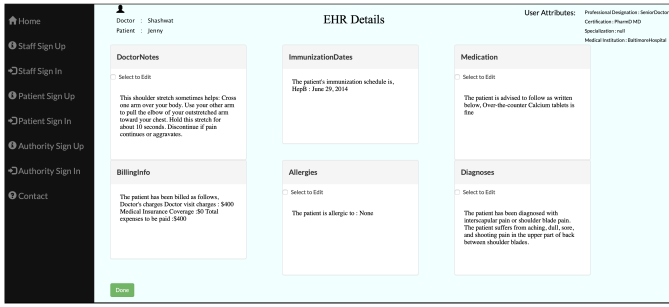 Home
Staff Sign Up
Staff Sign In
Patient Sign Up
Patient Sign In
Authority Sign Up
Authority Sign In
Contact
Doctor : Shashwat
Patient : Jenny
EHR Details
User Attributes:
Professional Designation : SeniorDoctor
Certification : PharmD MD
Specialization : null
Medical Institution : BaltimoreHospital
DoctorNotes
Select to Edit
This shoulder stretch sometimes helps: Cross
one arm over your body. Use your other arm
to pull the elbow of your outstretched arm
toward your chest. Hold this stretch for
about 10 seconds. Discontinue if pain
continues or aggravates.
ImmunizationDates
The patient's immunization schedule is,
HepB : June 29, 2014
Medication
Select to Edit
The patient is advised to follow as written
below, Over-the-counter Calcium tablets is
fine
BillingInfo
The patient has been billed as follows,
Doctor's charges Doctor visit charges : $400
Medical Insurance Coverage :$0 Total
expenses to be paid :$400
Allergies
Select to Edit
The patient is allergic to : None
Diagnoses
Select to Edit
The patient has been diagnosed with
interscapular pain or shoulder blade pain.
The patient suffers from aching, dull, sore,
and shooting pain in the upper part of back
between shoulder blades.
Done